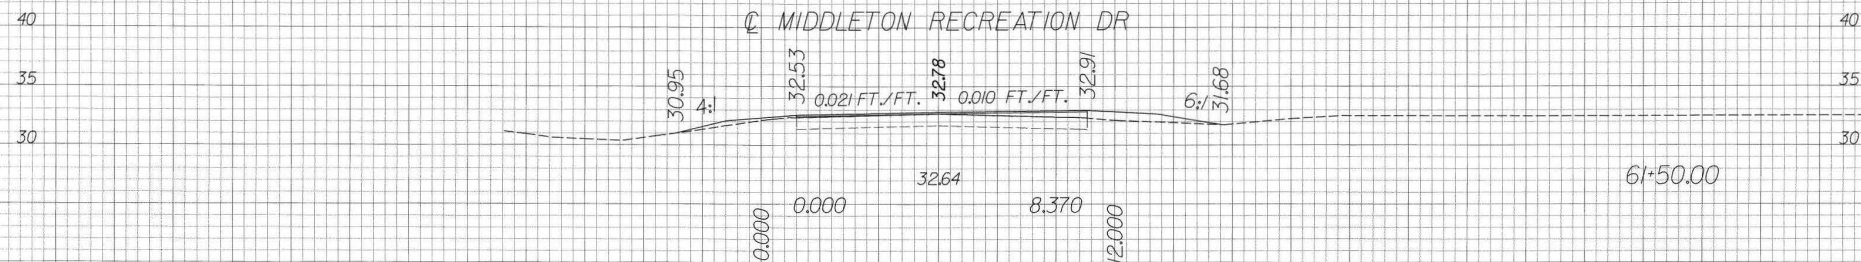 40 ℄ MIDDLETON RECREATION DR 40
35 30.95 4:1 32.53 0.021 FT./FT. 32.78 0.010 FT./FT. 32.91 6:1 31.68 35
30 30
32.64 61+50.00
0.000 8.370
0.000 12.000